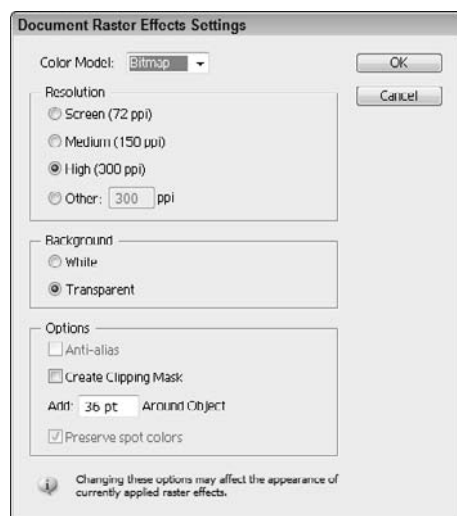 Document Raster Effects Settings
Color Model: Bitmap
OK
Cancel
Resolution
Screen (72 ppi)
Medium (150 ppi)
High (300 ppi)
Other: 300 ppi
Background
White
Transparent
Options
Anti-alias
Create Clipping Mask
Add: 36 pt Around Object
Preserve spot colors
Changing these options may affect the appearance of
currently applied raster effects.